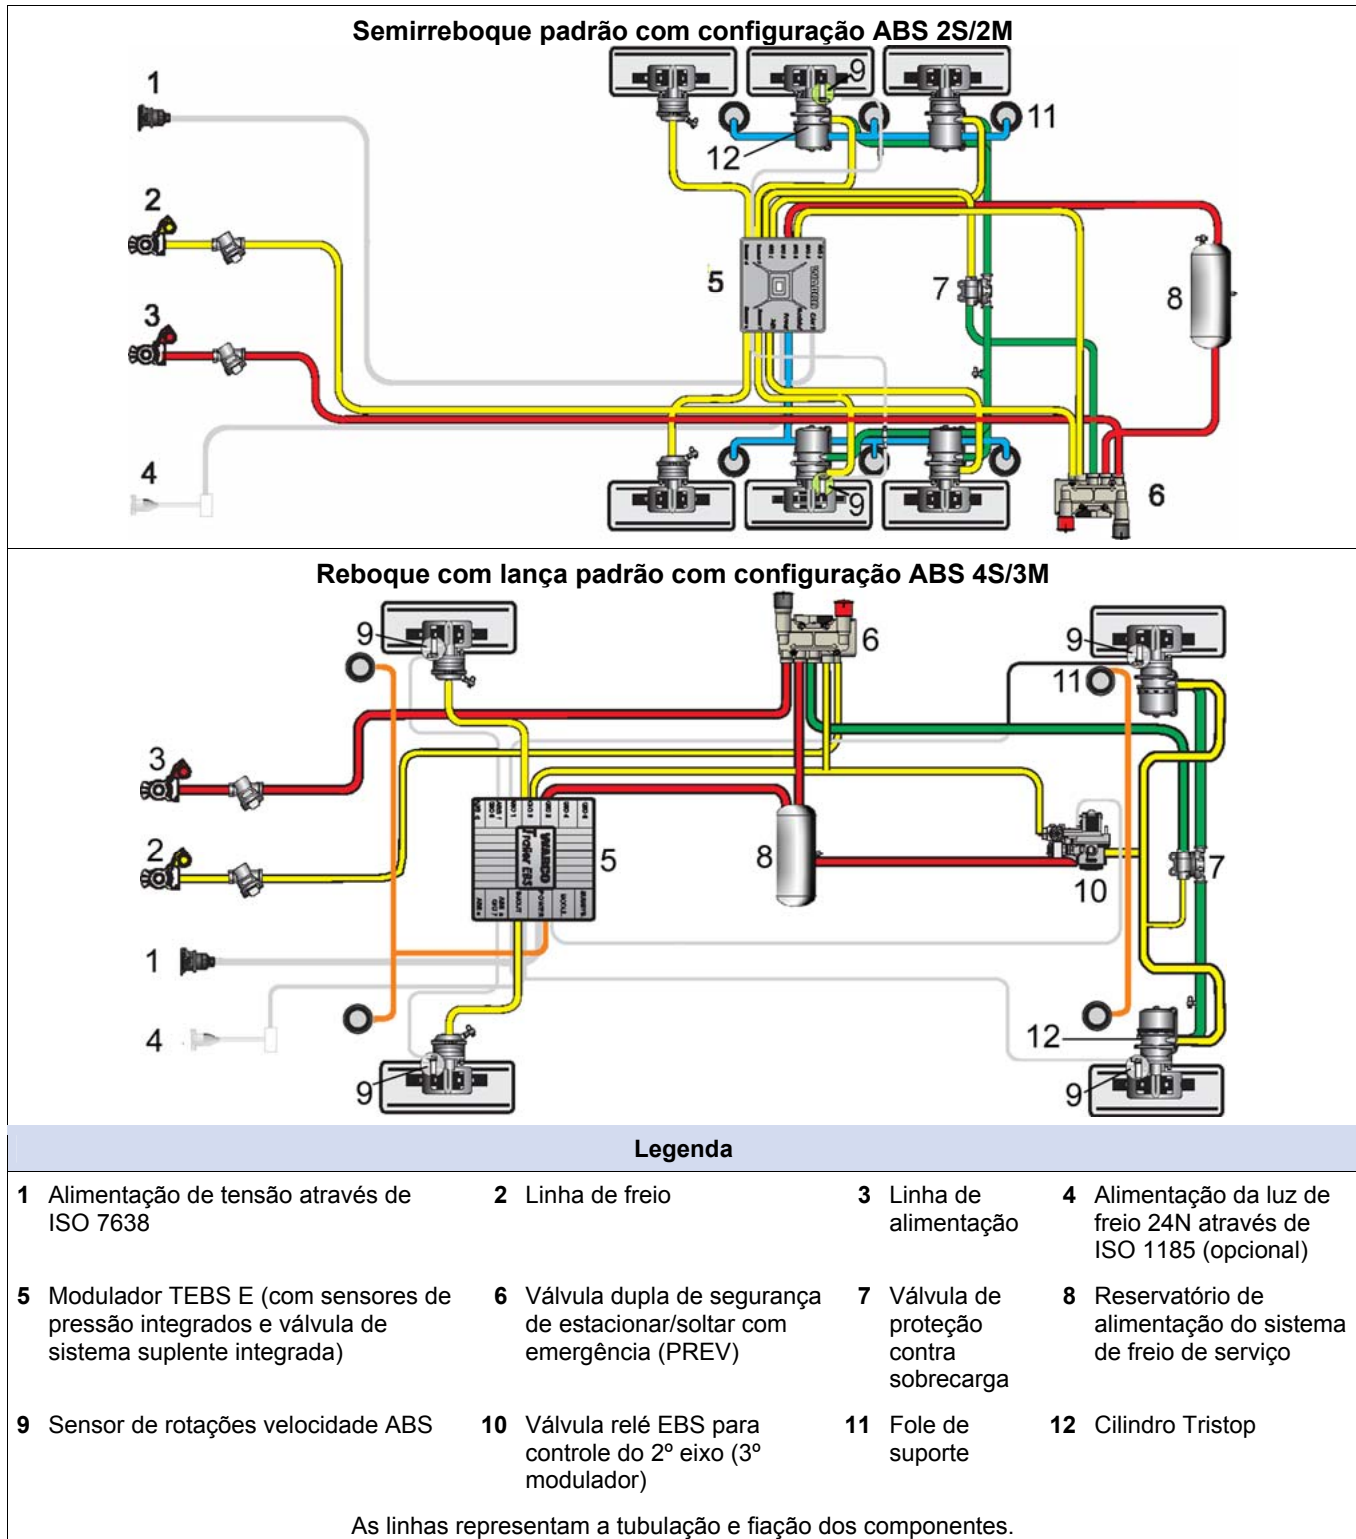 Semirreboque padrão com configuração ABS 2S/2M
1
9
11
12
2
5
7
8
3
4
9
6
Reboque com lança padrão com configuração ABS 4S/3M
9
6
9
11
3
2
5
8
10
7
1
4
12
9
9
WABCO
Trailer EBS
Legenda
1 Alimentação de tensão através de
ISO 7638
2 Linha de freio
3 Linha de
alimentação
4 Alimentação da luz de
freio 24N através de
ISO 1185 (opcional)
5 Modulador TEBS E (com sensores de
pressão integrados e válvula de
sistema suplente integrada)
6 Válvula dupla de segurança
de estacionar/soltar com
emergência (PREV)
7 Válvula de
proteção
contra
sobrecarga
8 Reservatório de
alimentação do sistema
de freio de serviço
9 Sensor de rotações velocidade ABS
10 Válvula relé EBS para
controle do 2º eixo (3º
modulador)
11 Fole de
suporte
12 Cilindro Tristop
As linhas representam a tubulação e fiação dos componentes.